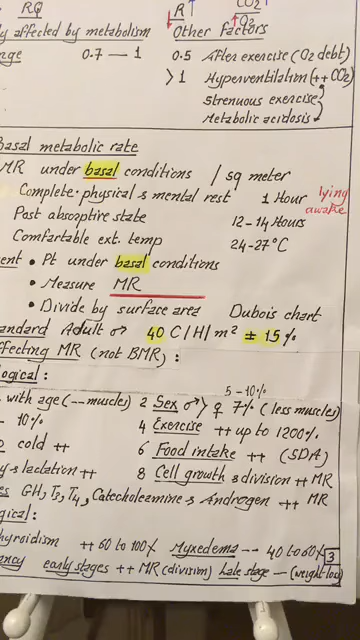 RQ R ↑ CO2
↑ O2
y affected by metabolism Other factors
nge 0.7 — 1 0.5 After exercise (O2 debt)
>1 Hyperventilation (++ CO2)
Strenuous exercise
Metabolic acidosis
Basal metabolic rate
MR under basal conditions / sq meter
Complete physical & mental rest 1 Hour lying awake
Post absorptive state 12-14 Hours
Comfortable ext. temp 24-27°C
ent • Pt under basal conditions
• Measure MR
• Divide by surface area Dubois chart
andard Adult ♂ 40 C/H/m² ± 15%
ffecting MR (not BMR):
logical:
with age (-- muscles) 2 Sex ♂ > ♀ 5-10% 7% (less muscles)
- 10% 4 Exercise ++ up to 1200%
cold ++ 6 Food intake ++ (SDA)
y & lactation ++ 8 Cell growth & division ++ MR
es GH, T3, T4, Catecholeamine & Androgen ++ MR
gical:
thyroidism ++ 60 to 100% Myxedema -- 40 to 60%
ancy early stages ++ MR (division) Late stage — (weight loss)
3